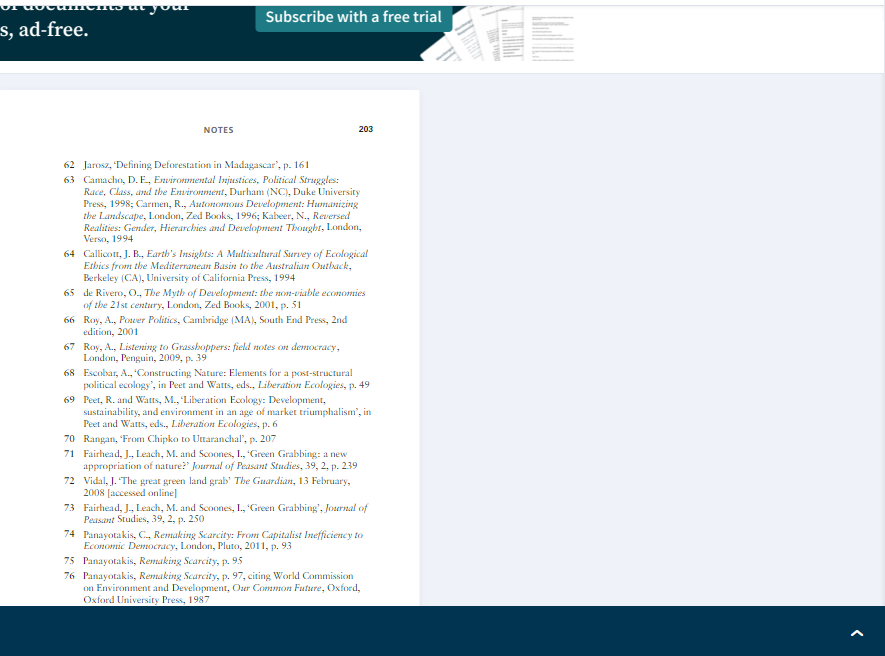 s, ad-free.
Subscribe with a free trial
NOTES
203
62 Jarosz, ‘Defining Deforestation in Madagascar’, p. 161
63 Camacho, D. E., Environmental Injustices, Political Struggles:
Race, Class, and the Environment, Durham (NC), Duke University
Press, 1998; Carmen, R., Autonomous Development: Humanizing
the Landscape, London, Zed Books, 1996; Kabeer, N., Reversed
Realities: Gender, Hierarchies and Development Thought, London,
Verso, 1994
64 Callicott, J. B., Earth’s Insights: A Multicultural Survey of Ecological
Ethics from the Mediterranean Basin to the Australian Outback,
Berkeley (CA), University of California Press, 1994
65 de Rivero, O., The Myth of Development: the non-viable economies
of the 21st century, London, Zed Books, 2001, p. 51
66 Roy, A., Power Politics, Cambridge (MA), South End Press, 2nd
edition, 2001
67 Roy, A., Listening to Grasshoppers: field notes on democracy,
London, Penguin, 2009, p. 39
68 Escobar, A., ‘Constructing Nature: Elements for a post-structural
political ecology’, in Peet and Watts, eds., Liberation Ecologies, p. 49
69 Peet, R. and Watts, M., ‘Liberation Ecology: Development,
sustainability, and environment in an age of market triumphalism’, in
Peet and Watts, eds., Liberation Ecologies, p. 6
70 Rangan, ‘From Chipko to Uttaranchal’, p. 207
71 Fairhead, J., Leach, M. and Scoones, I., ‘Green Grabbing: a new
appropriation of nature?’ Journal of Peasant Studies, 39, 2, p. 239
72 Vidal, J. ‘The great green land grab’ The Guardian, 13 February,
2008 [accessed online]
73 Fairhead, J., Leach, M. and Scoones, I., ‘Green Grabbing’, Journal of
Peasant Studies, 39, 2, p. 250
74 Panayotakis, C., Remaking Scarcity: From Capitalist Inefficiency to
Economic Democracy, London, Pluto, 2011, p. 93
75 Panayotakis, Remaking Scarcity, p. 95
76 Panayotakis, Remaking Scarcity, p. 97, citing World Commission
on Environment and Development, Our Common Future, Oxford,
Oxford University Press, 1987